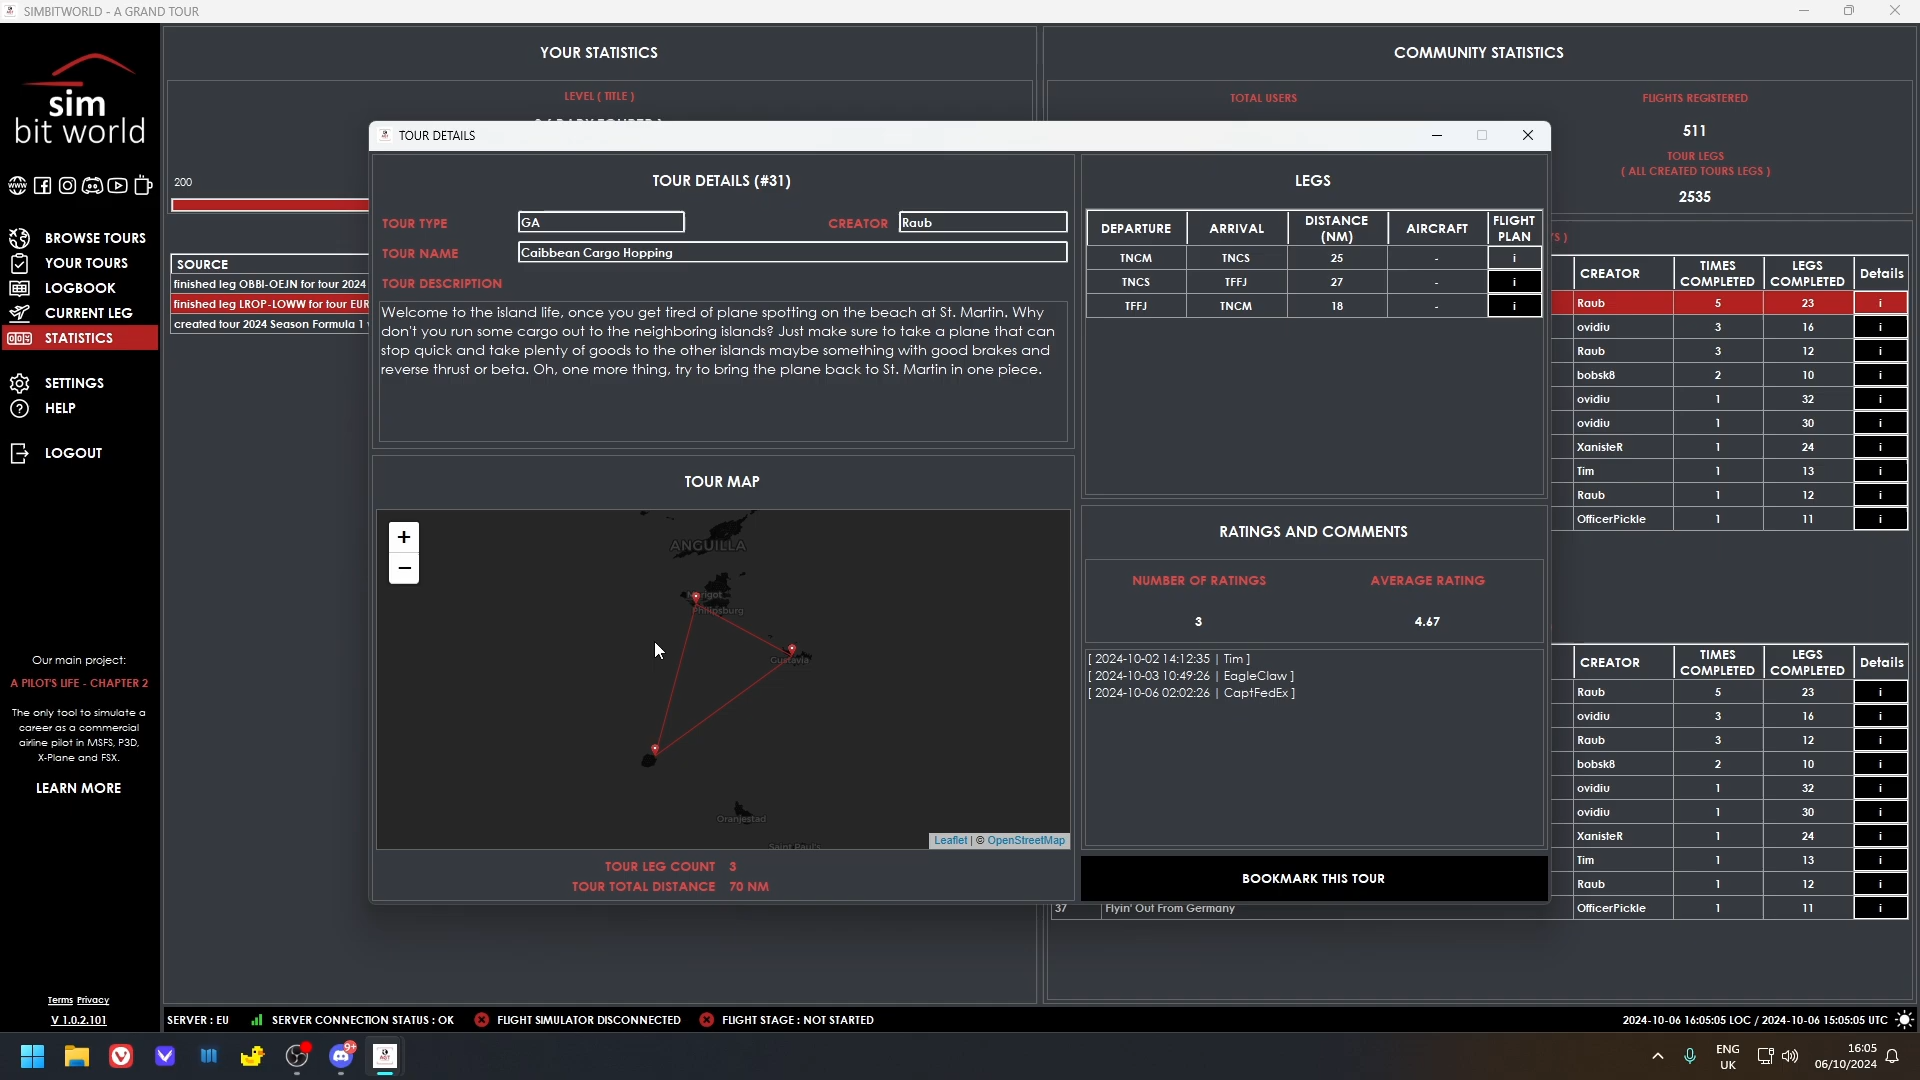 SIMBITWORLD - A GRAND TOUR
sim
bit world
BROWSE TOURS
YOUR TOURS
LOGBOOK
CURRENT LEG
STATISTICS
SETTINGS
HELP
LOGOUT
Our main project:
A PILOT'S LIFE - CHAPTER 2
The only tool to simulate a
career as a commercial
airline pilot in MSFS, P3D,
X-Plane and FSX.
LEARN MORE
Terms Privacy
V 1.0.2.101
YOUR STATISTICS
LEVEL ( TITLE )
200
SOURCE
finished leg OBBI-OEJN for tour 2024
finished leg LROP-LOWW for tour EUR
created tour 2024 Season Formula 1
COMMUNITY STATISTICS
TOTAL USERS
FLIGHTS REGISTERED
511
TOUR LEGS
( ALL CREATED TOURS LEGS )
2535
CREATOR TIMES COMPLETED LEGS COMPLETED Details
Raub 5 23 i
ovidiu 3 16 i
Raub 3 12 i
bobsk8 2 10 i
ovidiu 1 32 i
ovidiu 1 30 i
XanisteR 1 24 i
Tim 1 13 i
Raub 1 12 i
OfficerPickle 1 11 i
CREATOR TIMES COMPLETED LEGS COMPLETED Details
Raub 5 23 i
ovidiu 3 16 i
Raub 3 12 i
bobsk8 2 10 i
ovidiu 1 32 i
ovidiu 1 30 i
XanisteR 1 24 i
Tim 1 13 i
Raub 1 12 i
37 Flyin' Out From Germany OfficerPickle 1 11 i
TOUR DETAILS
TOUR DETAILS (#31)
TOUR TYPE GA CREATOR Raub
TOUR NAME Caibbean Cargo Hopping
TOUR DESCRIPTION
Welcome to the island life, once you get tired of plane spotting on the beach at St. Martin. Why
don't you run some cargo out to the neighboring islands? Just make sure to take a plane that can
stop quick and take plenty of goods to the other islands maybe something with good brakes and
reverse thrust or beta. Oh, one more thing, try to bring the plane back to St. Martin in one piece.
TOUR MAP
+
−
ANGUILLA
Marigot
Philipsburg
Gustavia
Oranjestad
Saint Paul's
Leaflet | © OpenStreetMap
TOUR LEG COUNT 3
TOUR TOTAL DISTANCE 70 NM
LEGS
DEPARTURE ARRIVAL DISTANCE (NM) AIRCRAFT FLIGHT PLAN
TNCM TNCS 25 - i
TNCS TFFJ 27 - i
TFFJ TNCM 18 - i
RATINGS AND COMMENTS
NUMBER OF RATINGS AVERAGE RATING
3 4.67
[ 2024-10-02 14:12:35 | Tim ]
[ 2024-10-03 10:49:26 | EagleClaw ]
[ 2024-10-06 02:02:26 | CaptFedEx ]
BOOKMARK THIS TOUR
SERVER : EU SERVER CONNECTION STATUS : OK FLIGHT SIMULATOR DISCONNECTED FLIGHT STAGE : NOT STARTED
2024-10-06 16:05:05 LOC / 2024-10-06 15:05:05 UTC
9+
ENG
UK
16:05
06/10/2024